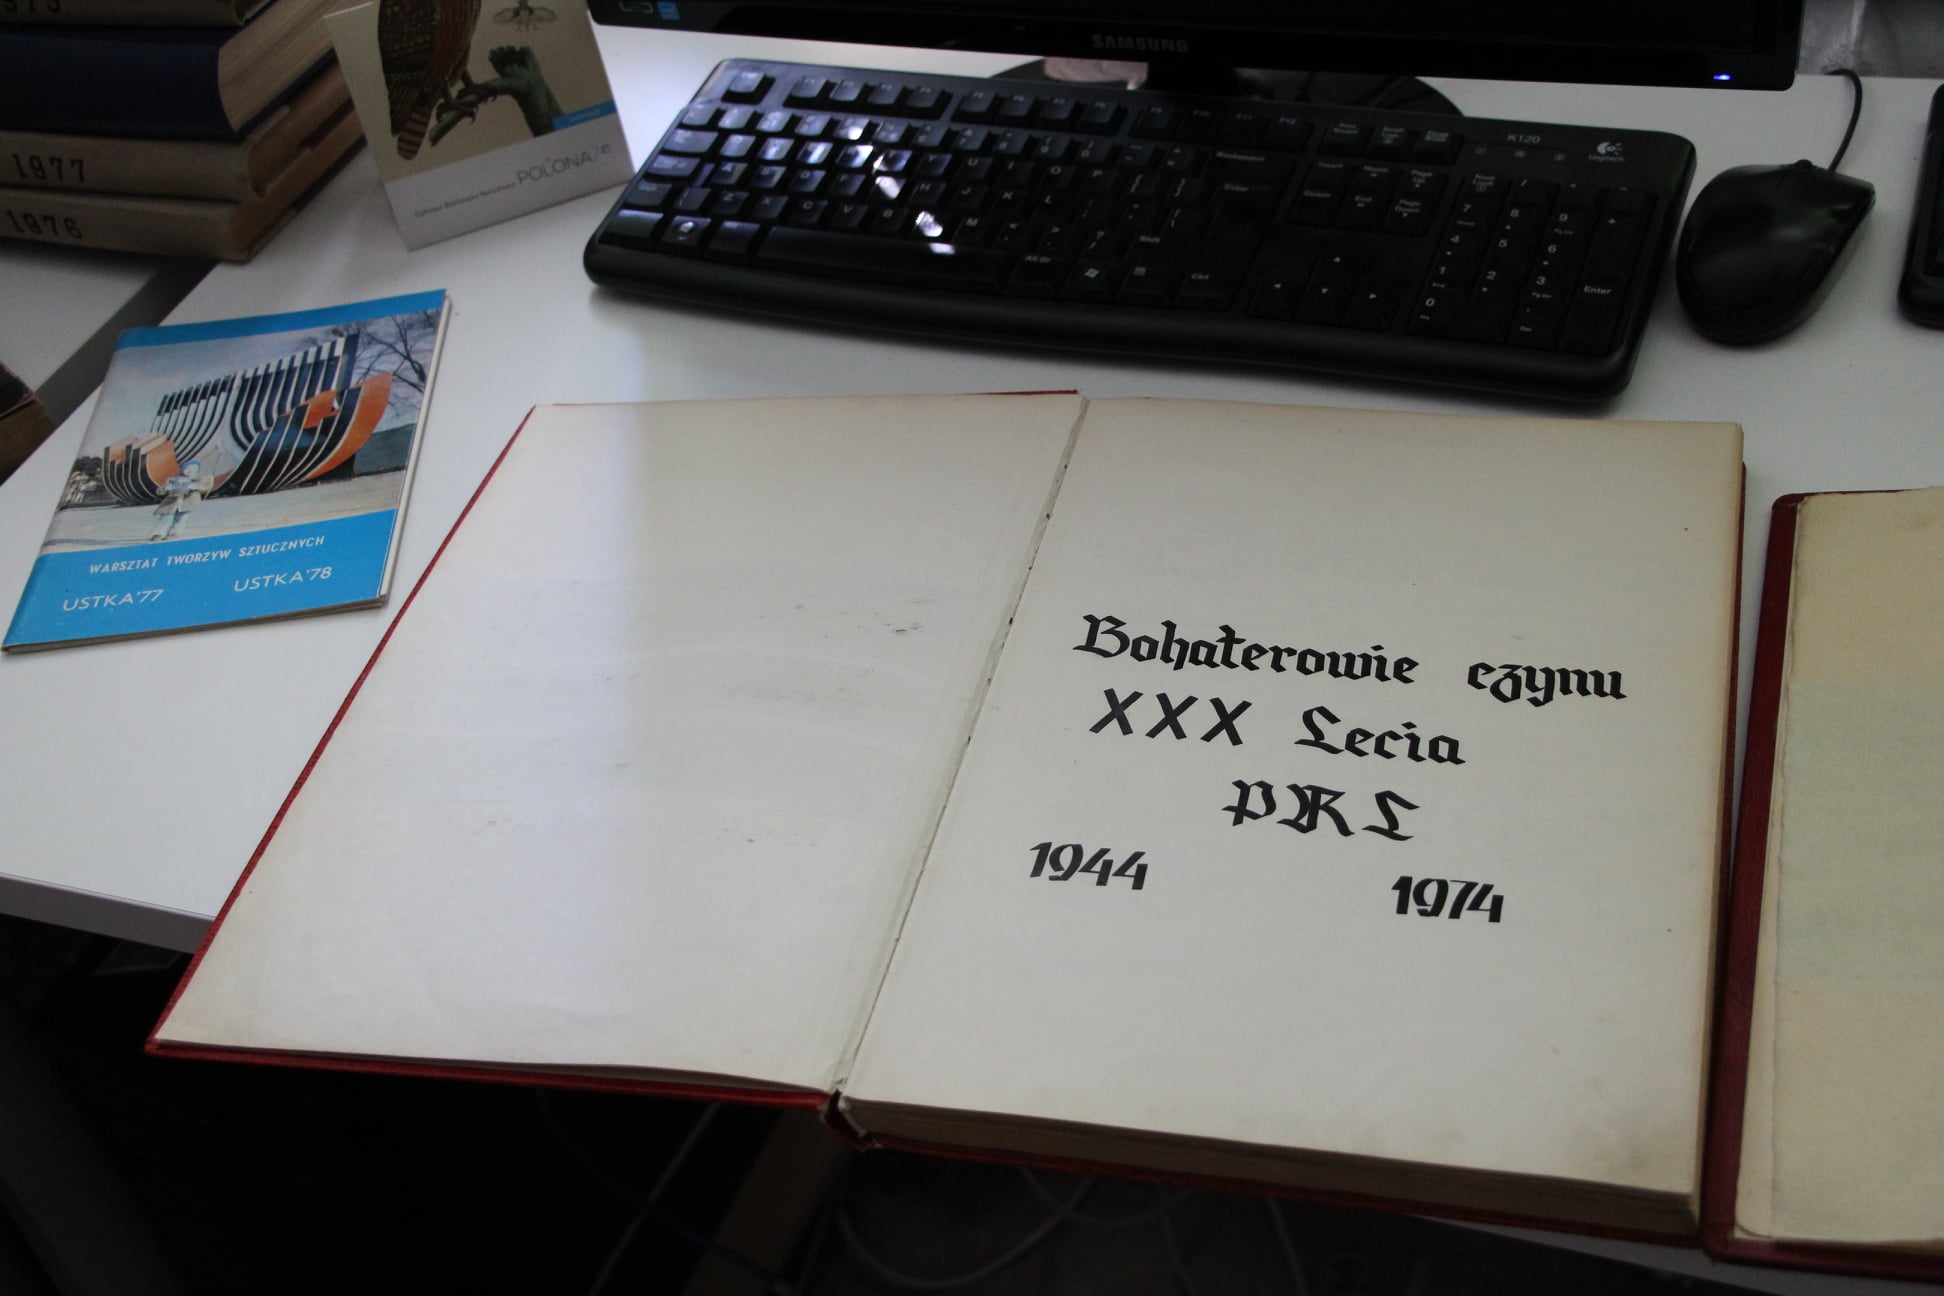 SAMSUNG
1975
1977
1976
POLONA/
K120
Logitech
WARSZTAT TWORZYW SZTUCZNYCH
USTKA'77 USTKA'78
Bohaterowie czynu
XXX Lecia
PRL
1944 1974